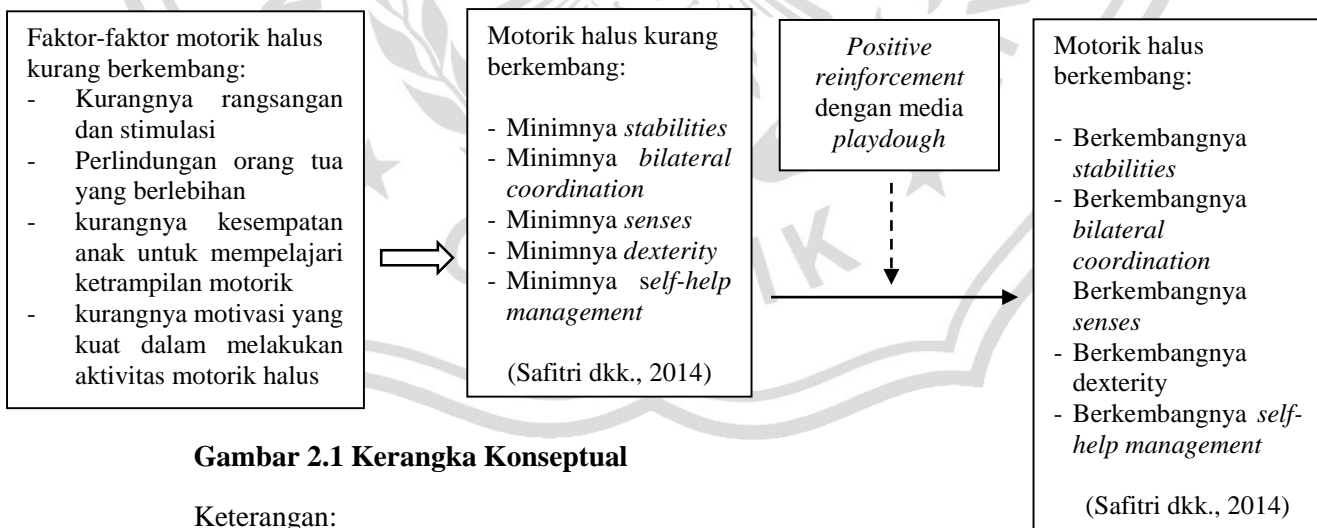 Faktor-faktor motorik halus
kurang berkembang:
- Kurangnya rangsangan
dan stimulasi
- Perlindungan orang tua
yang berlebihan
- kurangnya kesempatan
anak untuk mempelajari
ketrampilan motorik
- kurangnya motivasi yang
kuat dalam melakukan
aktivitas motorik halus
Motorik halus kurang
berkembang:
- Minimnya stabilities
- Minimnya bilateral
coordination
- Minimnya senses
- Minimnya dexterity
- Minimnya self-help
management
(Safitri dkk., 2014)
Positive
reinforcement
dengan media
playdough
Motorik halus
berkembang:
- Berkembangnya
stabilities
- Berkembangnya
bilateral
coordination
Berkembangnya
senses
- Berkembangnya
dexterity
- Berkembangnya self-
help management
(Safitri dkk., 2014)
Gambar 2.1 Kerangka Konseptual
Keterangan: